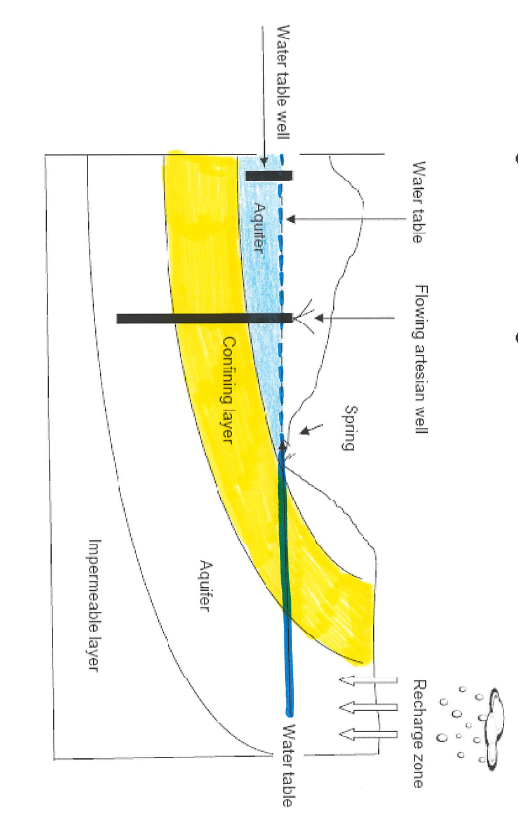 Recharge zone
Water table
Flowing artesian well
Spring
Water table well
Water table
Aquifer
Confining layer
Aquifer
Impermeable layer